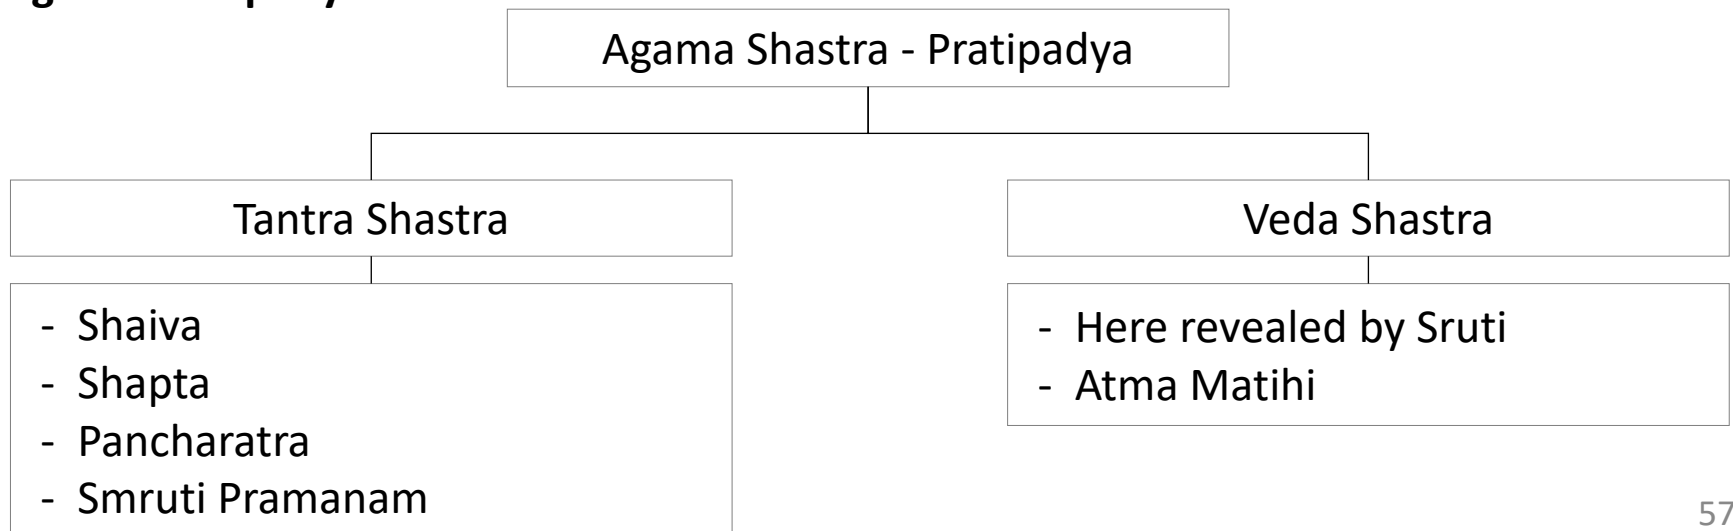 Agama Shastra - Pratipadya
Tantra Shastra
Veda Shastra
- Shaiva
- Shapta
- Pancharatra
- Smruti Pramanam
- Here revealed by Sruti
- Atma Matihi
57